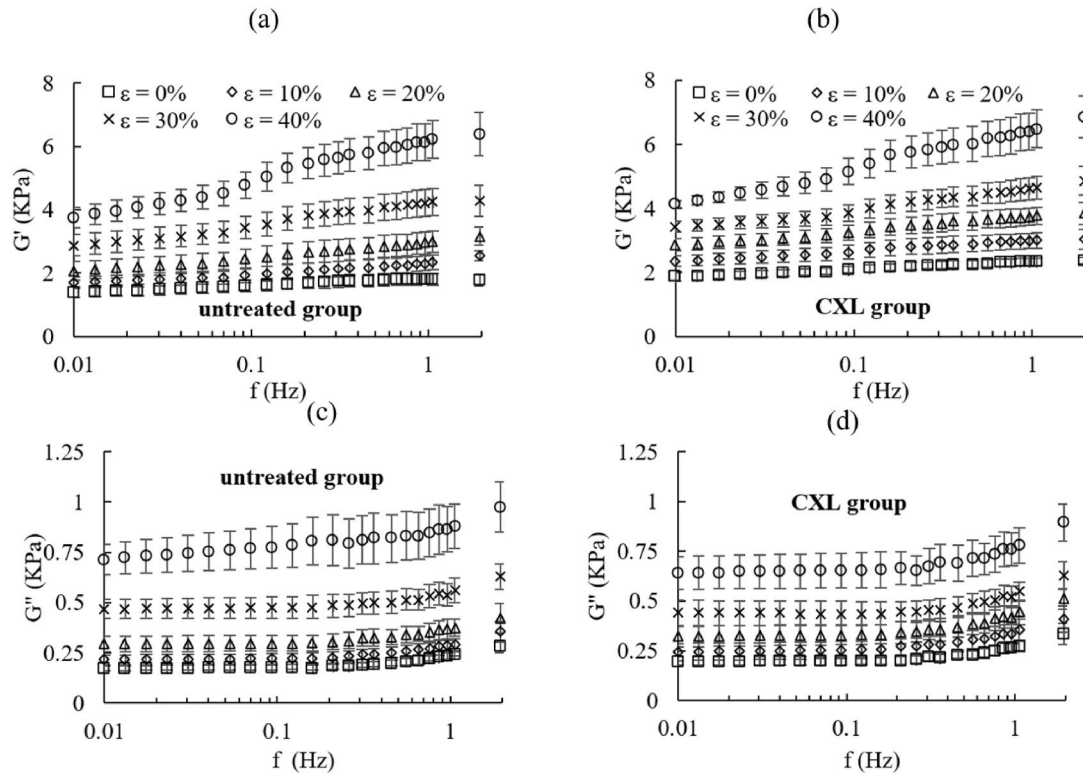 (a)
8
□ ε = 0% ◇ ε = 10% △ ε = 20%
× ε = 30% ○ ε = 40%
6
G' (KPa)
4
2
untreated group
0
0.01 0.1 1
f (Hz)
(b)
8
□ ε = 0% ◇ ε = 10% △ ε = 20%
× ε = 30% ○ ε = 40%
6
G' (KPa)
4
2
CXL group
0
0.01 0.1 1
f (Hz)
(c)
1.25
untreated group
1
0.75
G'' (KPa)
0.5
0.25
0
0.01 0.1 1
f (Hz)
(d)
1.25
CXL group
1
0.75
G'' (KPa)
0.5
0.25
0
0.01 0.1 1
f (Hz)